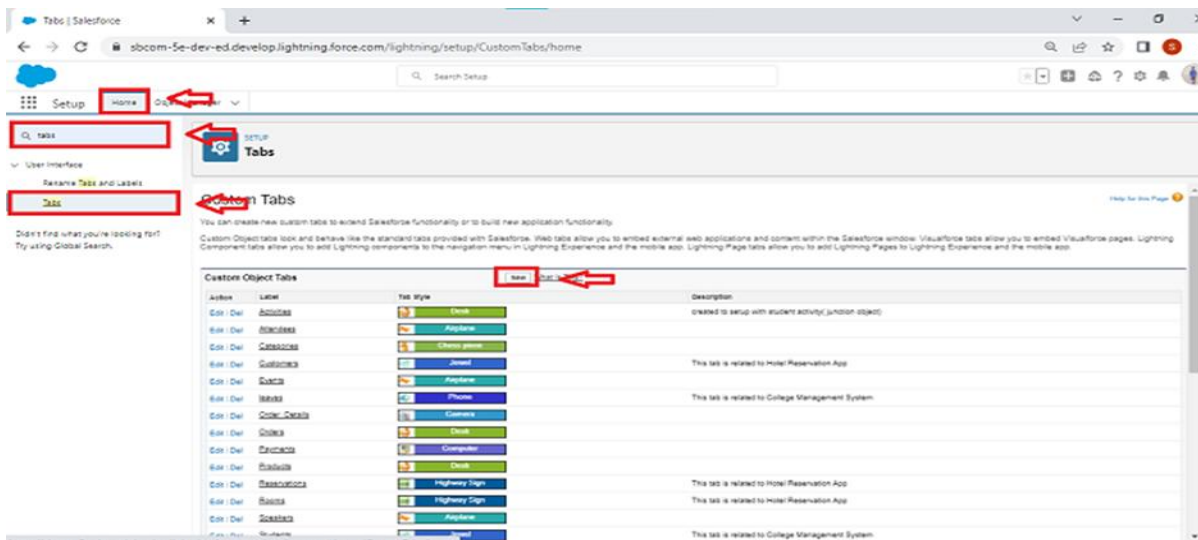 Tabs | Salesforce
sbcom-5e-dev-ed.develop.lightning.force.com/lightning/setup/CustomTabs/home
S
Search Setup
Setup Home
tabs
User Interface
Rename Tabs and Labels
Tabs
Didn't find what you're looking for?
Try using Global Search.
SETUP
Tabs
Custom Tabs
Help for this Page
You can create new custom tabs to extend Salesforce functionality or to build new application functionality.
Custom Object tabs look and behave like the standard tabs provided with Salesforce. Web tabs allow you to embed external web applications and content within the Salesforce window. Visualforce tabs allow you to embed Visualforce pages. Lightning
Component tabs allow you to add Lightning components to the navigation menu in Lightning Experience and the mobile app. Lightning Page tabs allow you to add Lightning Pages to Lightning Experience and the mobile app.
Custom Object Tabs New What Is This?
Action Label Tab Style Description
Edit | Del Activities Desk created to setup with student activity( junction object)
Edit | Del Attendees Airplane
Edit | Del Categories Chess piece
Edit | Del Customers Jewel This tab is related to Hotel Reservation App
Edit | Del Events Airplane
Edit | Del leaves Phone This tab is related to College Management System
Edit | Del Order Details Camera
Edit | Del Orders Desk
Edit | Del Payments Computer
Edit | Del Products Desk
Edit | Del Reservations Highway Sign This tab is related to Hotel Reservation App
Edit | Del Rooms Highway Sign This tab is related to Hotel Reservation App
Edit | Del Speakers Airplane
Edit | Del Students Jewel This tab is related to College Management System